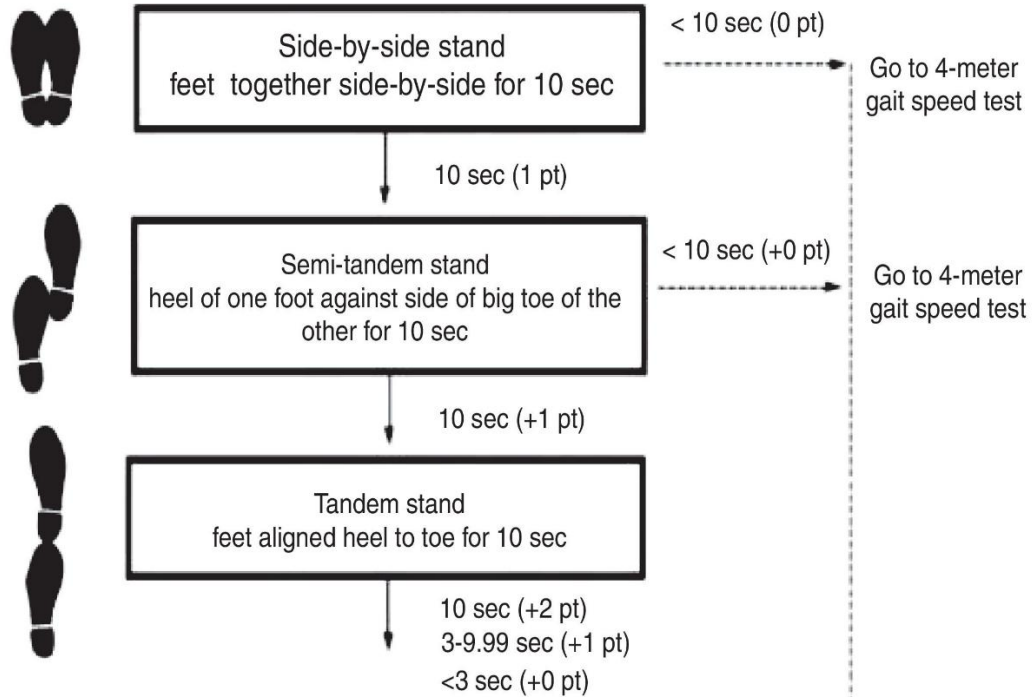 Side-by-side stand
feet together side-by-side for 10 sec
< 10 sec (0 pt)
Go to 4-meter
gait speed test
10 sec (1 pt)
Semi-tandem stand
heel of one foot against side of big toe of the
other for 10 sec
< 10 sec (+0 pt)
Go to 4-meter
gait speed test
10 sec (+1 pt)
Tandem stand
feet aligned heel to toe for 10 sec
10 sec (+2 pt)
3-9.99 sec (+1 pt)
<3 sec (+0 pt)